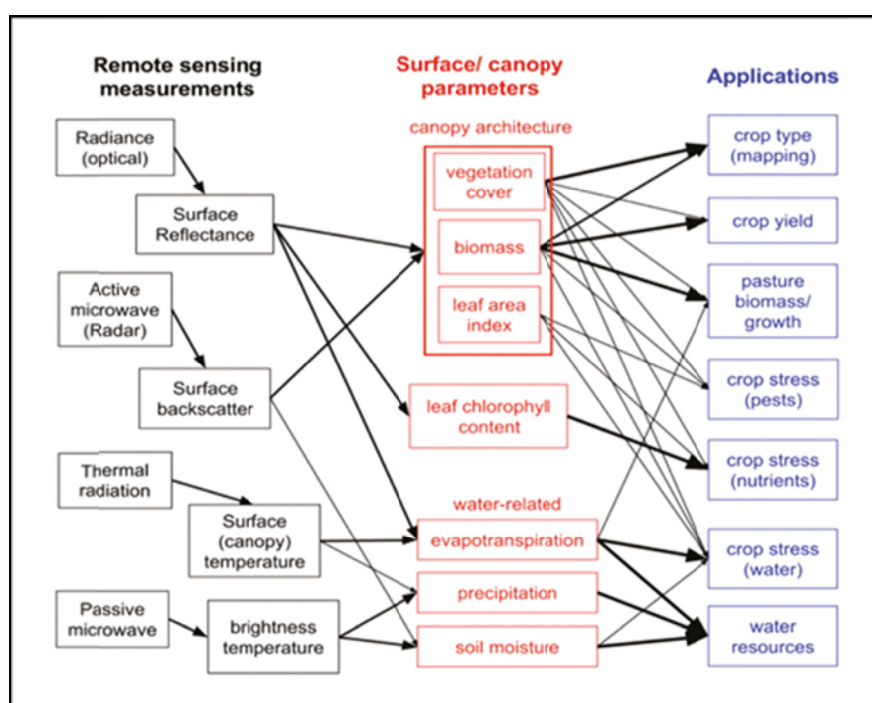 Remote sensing
measurements
Radiance
(optical)
Surface
Reflectance
Active
microwave
(Radar)
Surface
backscatter
Thermal
radiation
Surface
(canopy)
temperature
Passive
microwave
brightness
temperature
Surface/ canopy
parameters
canopy architecture
vegetation
cover
biomass
leaf area
index
leaf chlorophyll
content
water-related
evapotranspiration
precipitation
soil moisture
Applications
crop type
(mapping)
crop yield
pasture
biomass/
growth
crop stress
(pests)
crop stress
(nutrients)
crop stress
(water)
water
resources